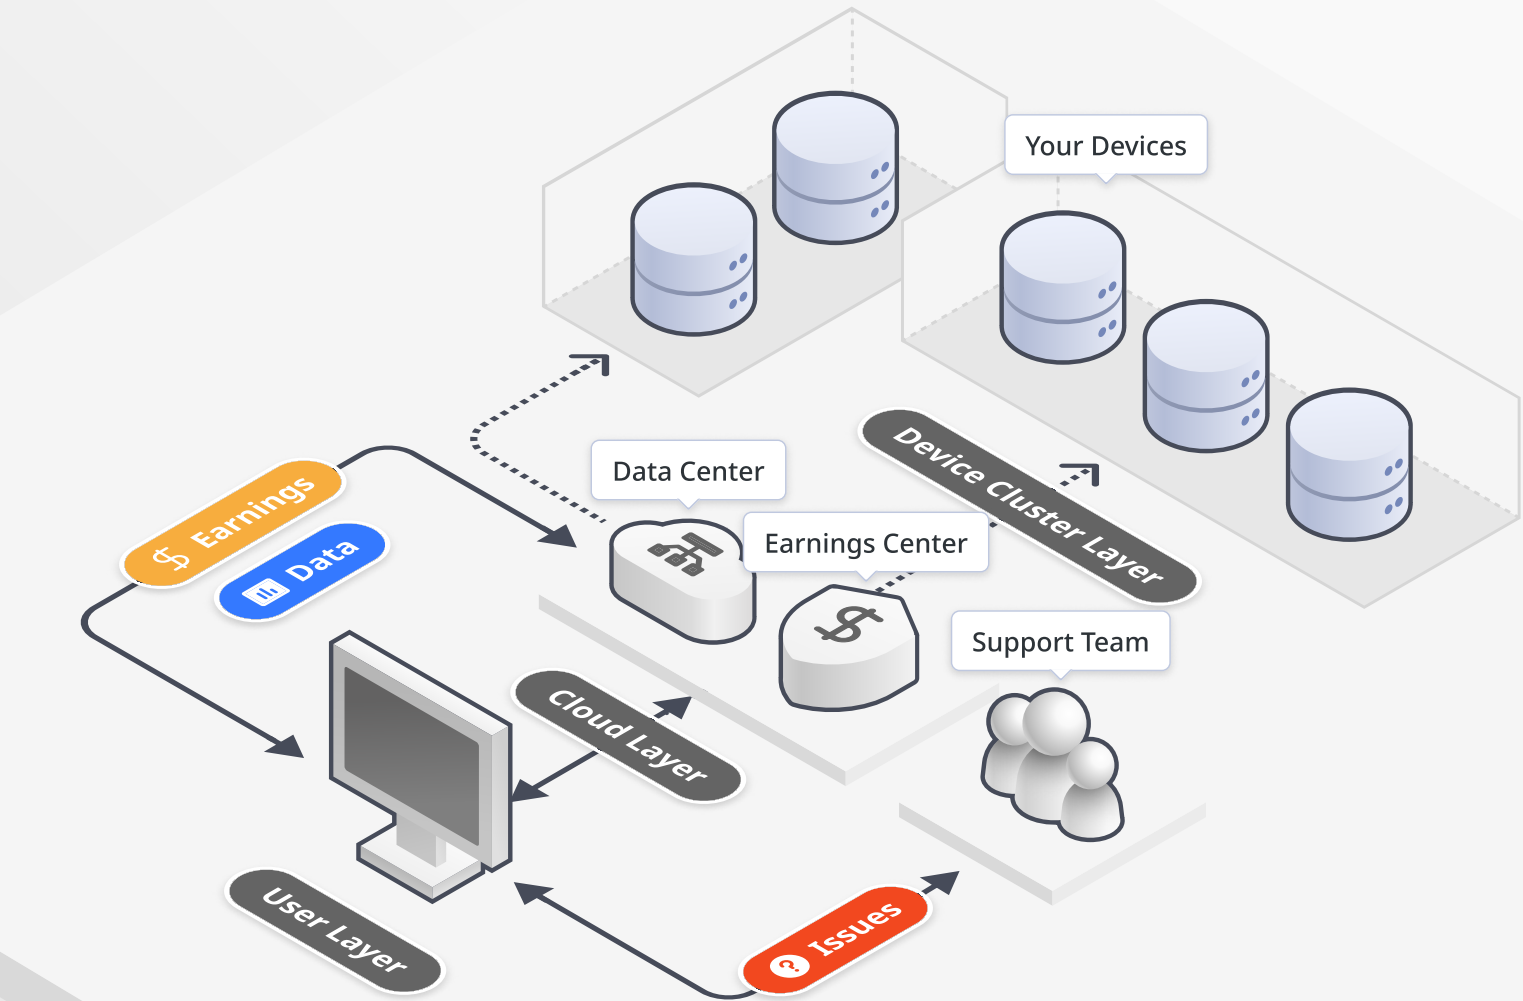 Your Devices
Device Cluster Layer
Data Center
Earnings Center
Earnings
Data
Support Team
Cloud Layer
User Layer
Issues